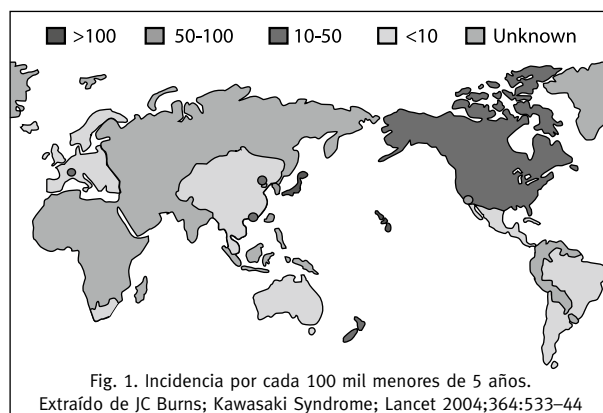 >100 50-100 10-50 <10 Unknown
Fig. 1. Incidencia por cada 100 mil menores de 5 años.
Extraído de JC Burns; Kawasaki Syndrome; Lancet 2004;364:533–44